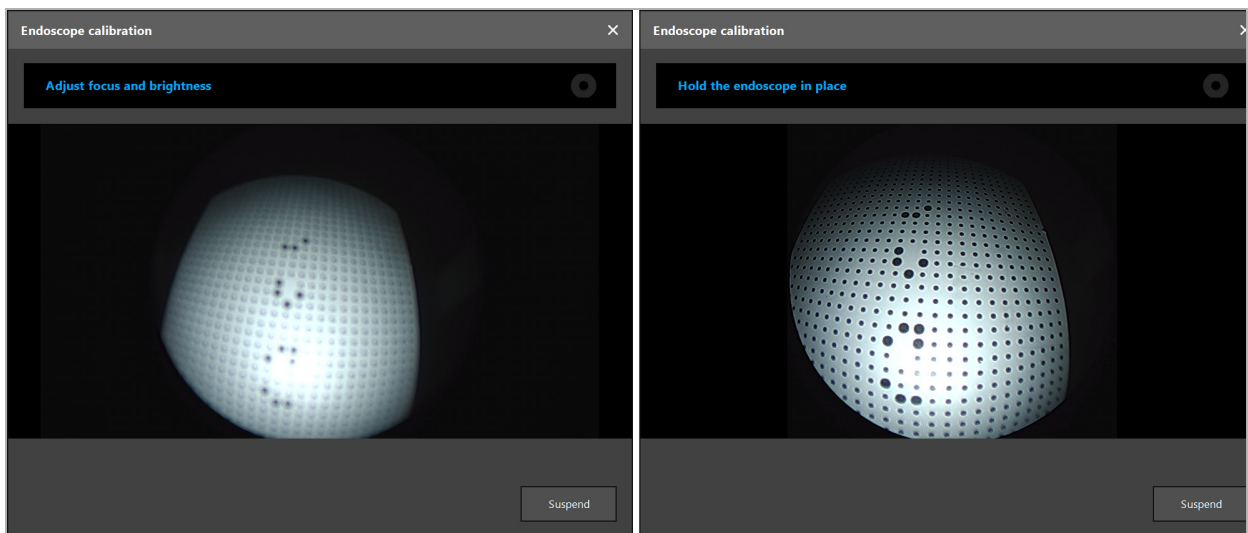 Endoscope calibration
Adjust focus and brightness
Suspend
Endoscope calibration
Hold the endoscope in place
Suspend